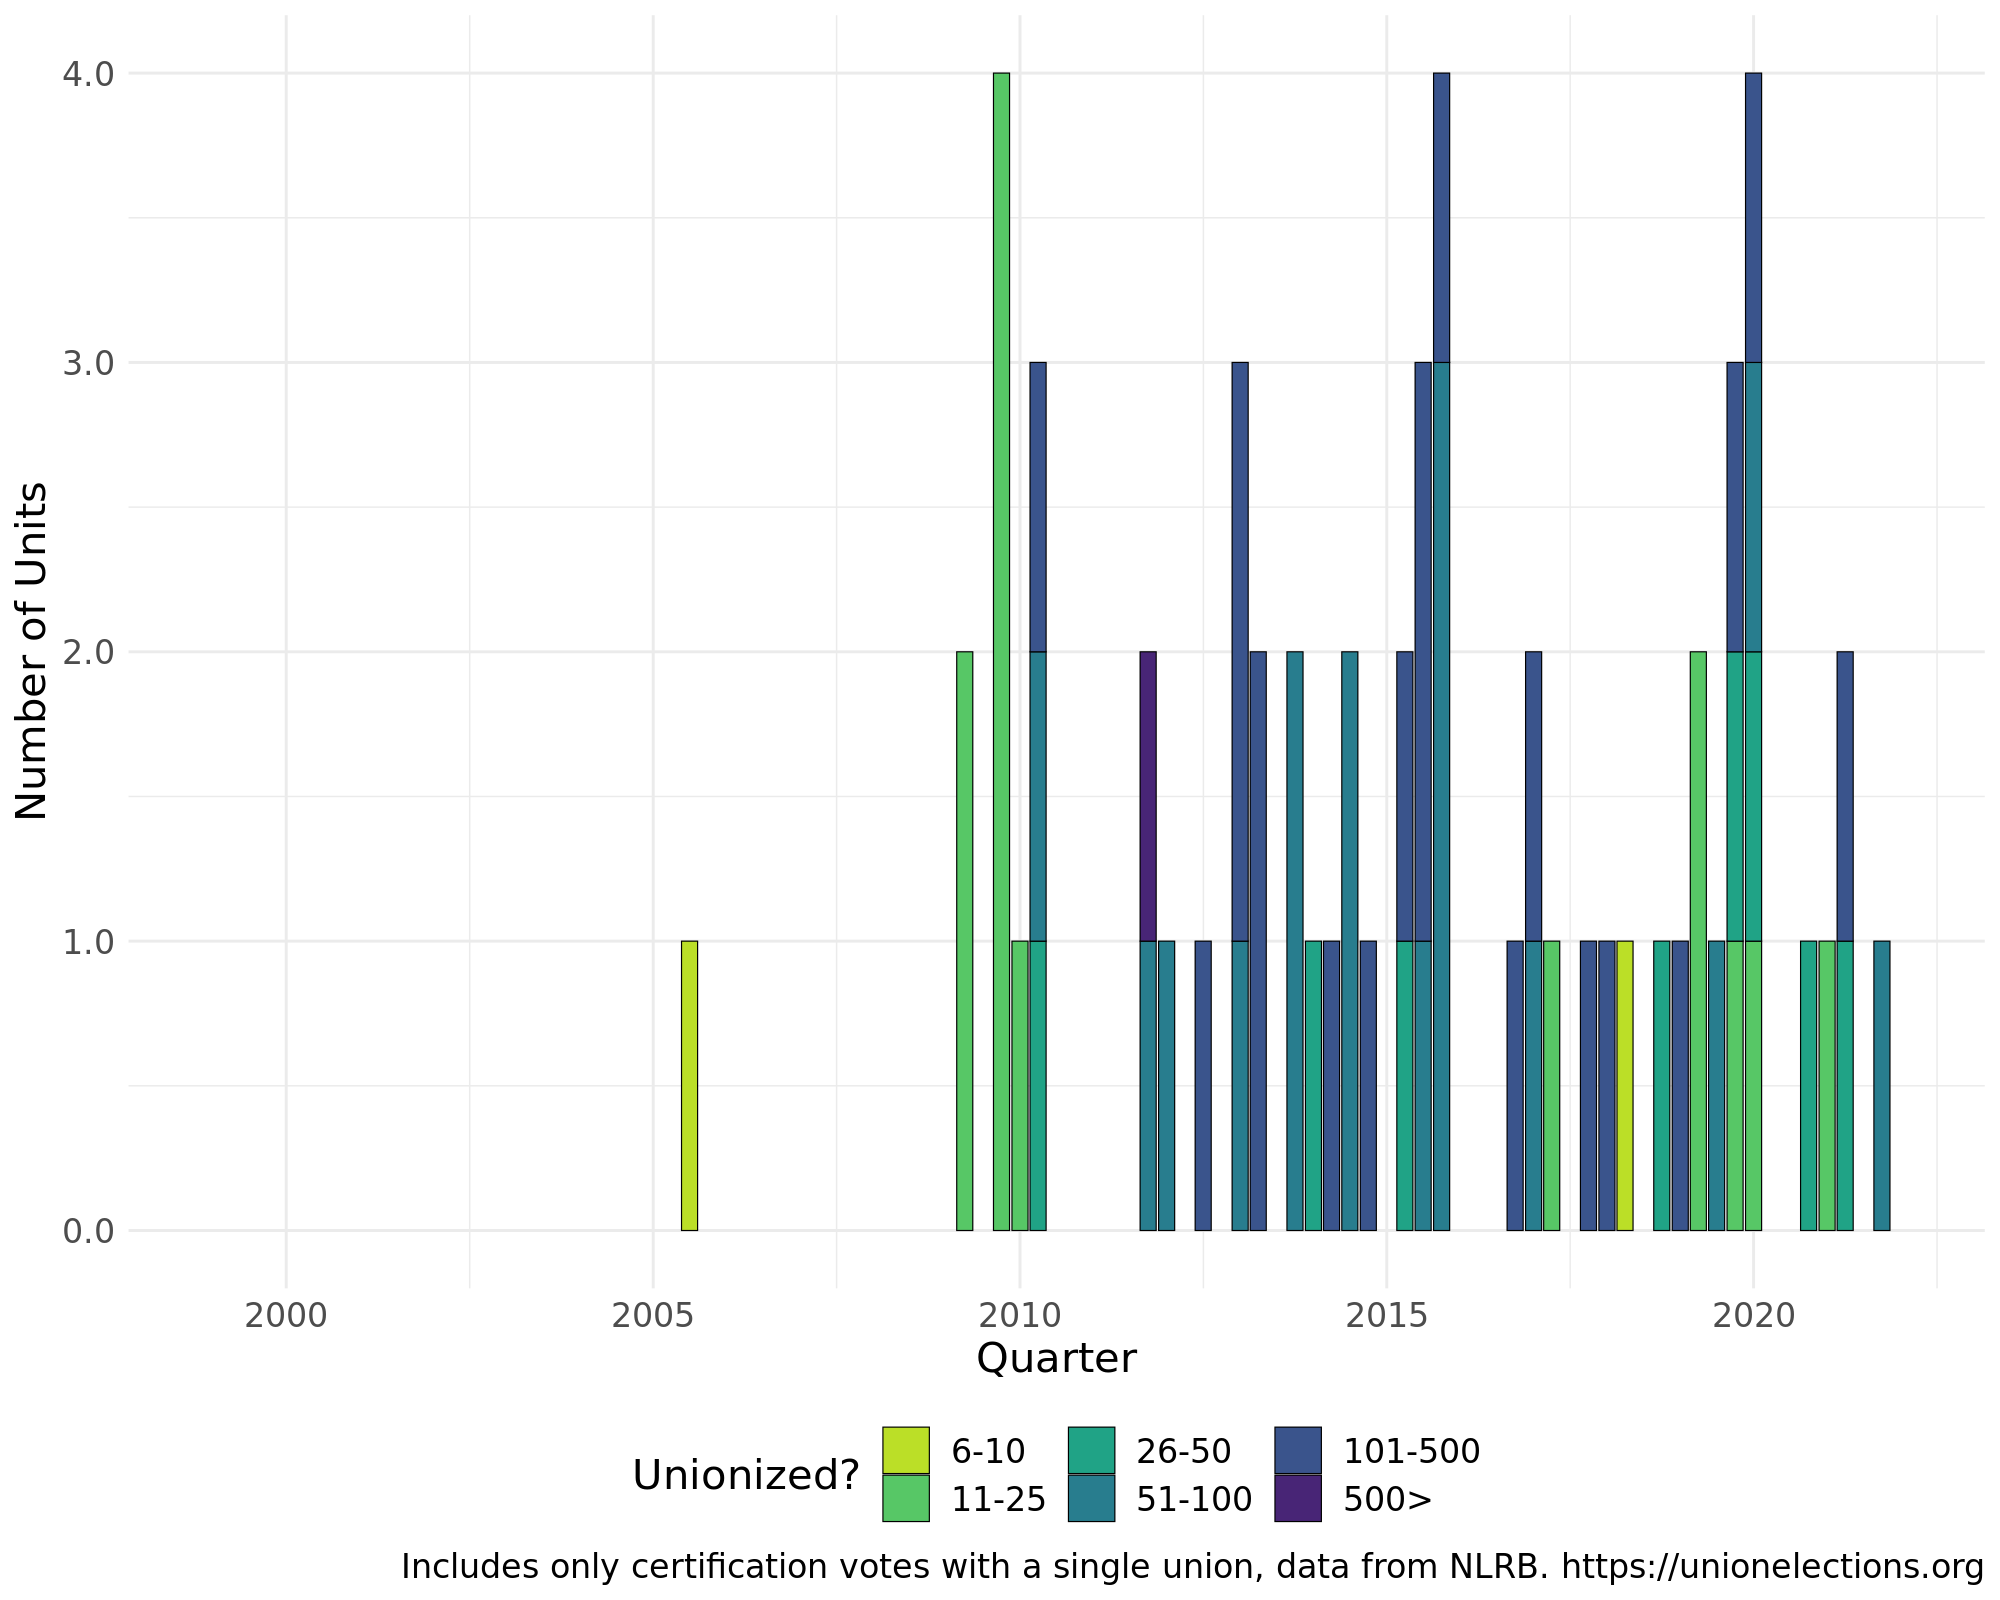 4.0
3.0
2.0
1.0
0.0
Number of Units
2000 2005 2010 2015 2020
Quarter
Unionized?
6-10 26-50 101-500
11-25 51-100 500>
Includes only certification votes with a single union, data from NLRB. https://unionelections.org